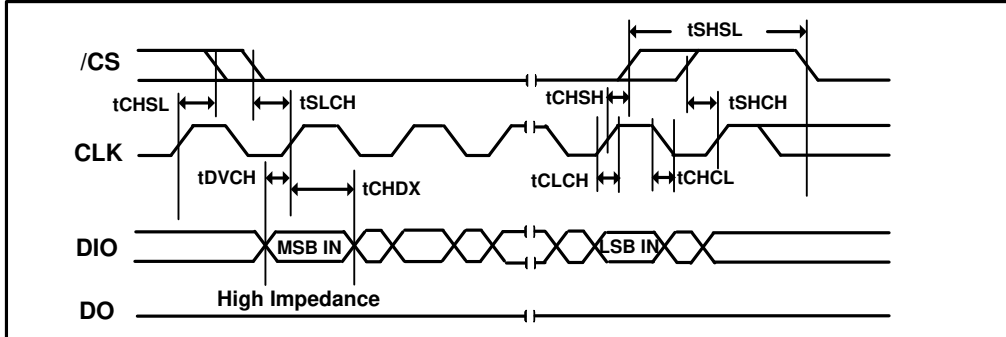 tSHSL
/CS
tCHSL
tSLCH
tCHSH
tSHCH
CLK
tDVCH
tCHDX
tCLCH
tCHCL
DIO
MSB IN
LSB IN
High Impedance
DO